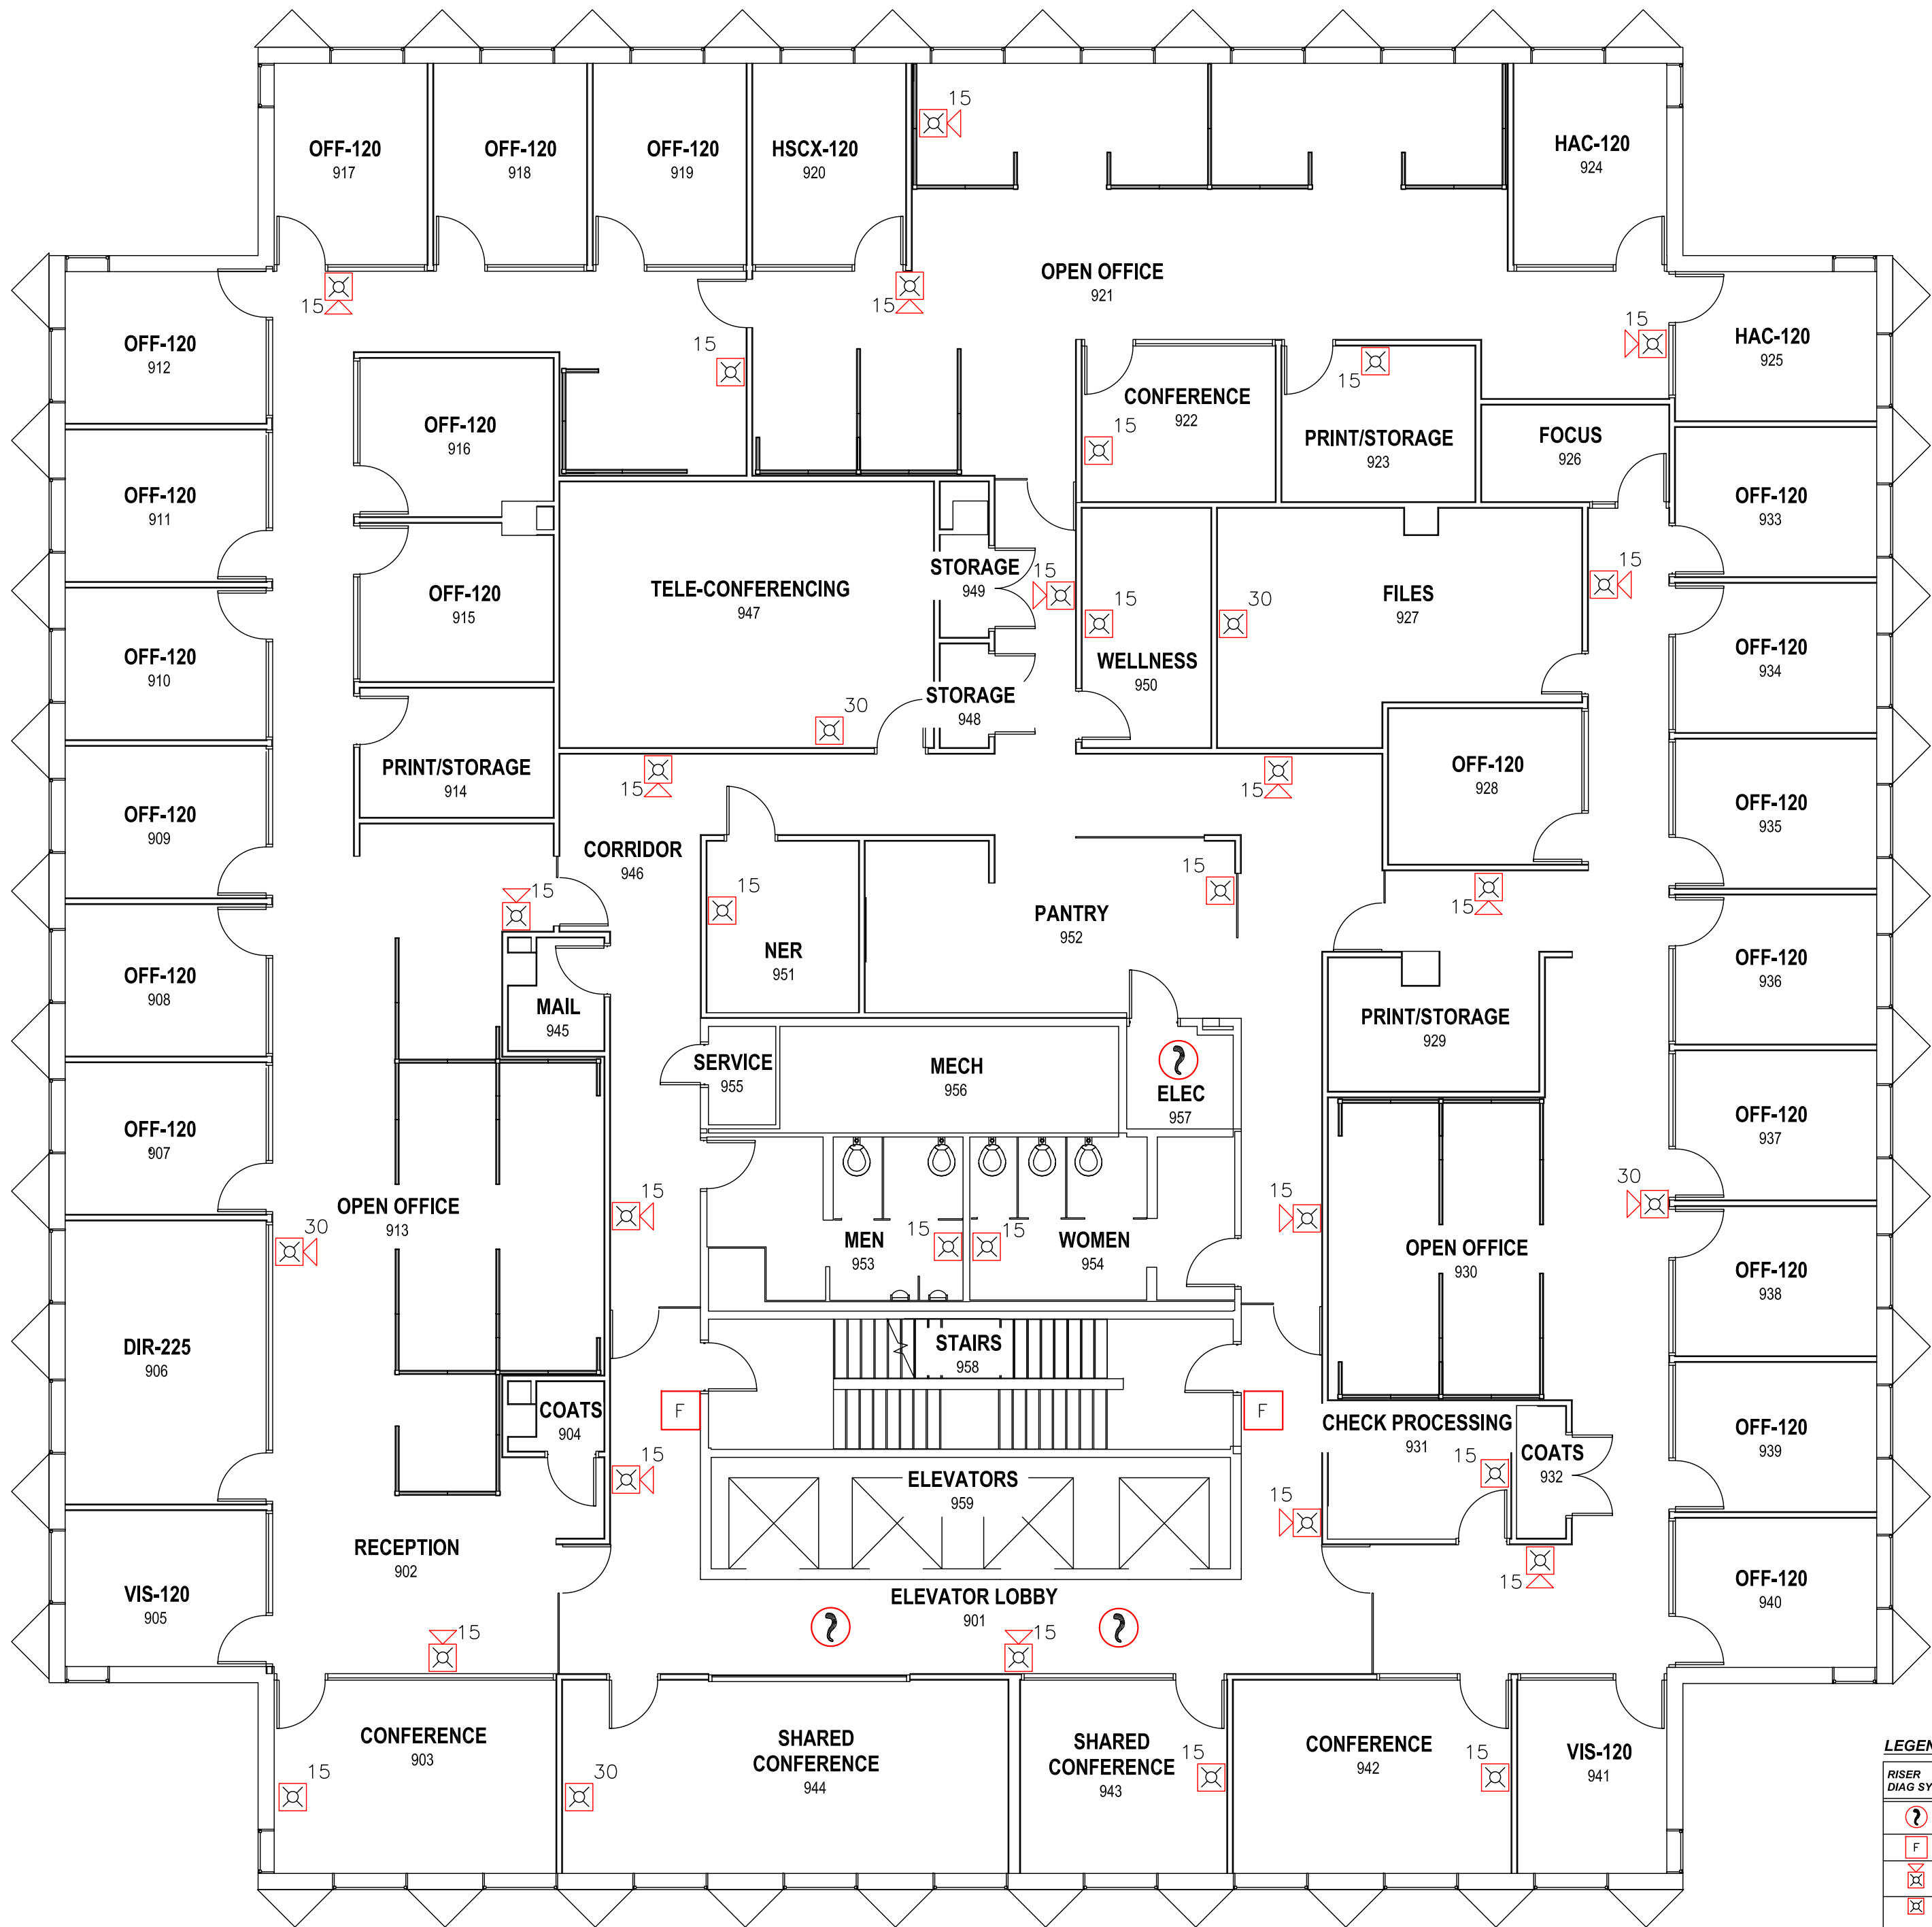 15
OFF-120
917
OFF-120
918
OFF-120
919
HSCX-120
920
HAC-120
924
OPEN OFFICE
921
15
15
15
OFF-120
912
15
HAC-120
925
15
CONFERENCE
922
15
PRINT/STORAGE
923
FOCUS
926
OFF-120
916
OFF-120
911
OFF-120
933
STORAGE
949
15
TELE-CONFERENCING
947
OFF-120
915
15
30
FILES
927
15
OFF-120
910
WELLNESS
950
OFF-120
934
STORAGE
948
30
PRINT/STORAGE
914
15
15
OFF-120
928
OFF-120
909
OFF-120
935
CORRIDOR
946
15
15
15
15
PANTRY
952
NER
951
OFF-120
908
OFF-120
936
MAIL
945
PRINT/STORAGE
929
SERVICE
955
MECH
956
ELEC
957
OFF-120
907
OFF-120
937
OPEN OFFICE
913
15
15
30
30
MEN
953
15
15
WOMEN
954
OPEN OFFICE
930
OFF-120
938
DIR-225
906
STAIRS
958
F
F
COATS
904
CHECK PROCESSING
931
OFF-120
939
15
15
COATS
932
ELEVATORS
959
15
RECEPTION
902
15
VIS-120
905
ELEVATOR LOBBY
901
OFF-120
940
15
15
CONFERENCE
903
SHARED
CONFERENCE
944
SHARED
CONFERENCE
943
15
CONFERENCE
942
15
VIS-120
941
15
30
LEGEN
RISER
DIAG SY
F